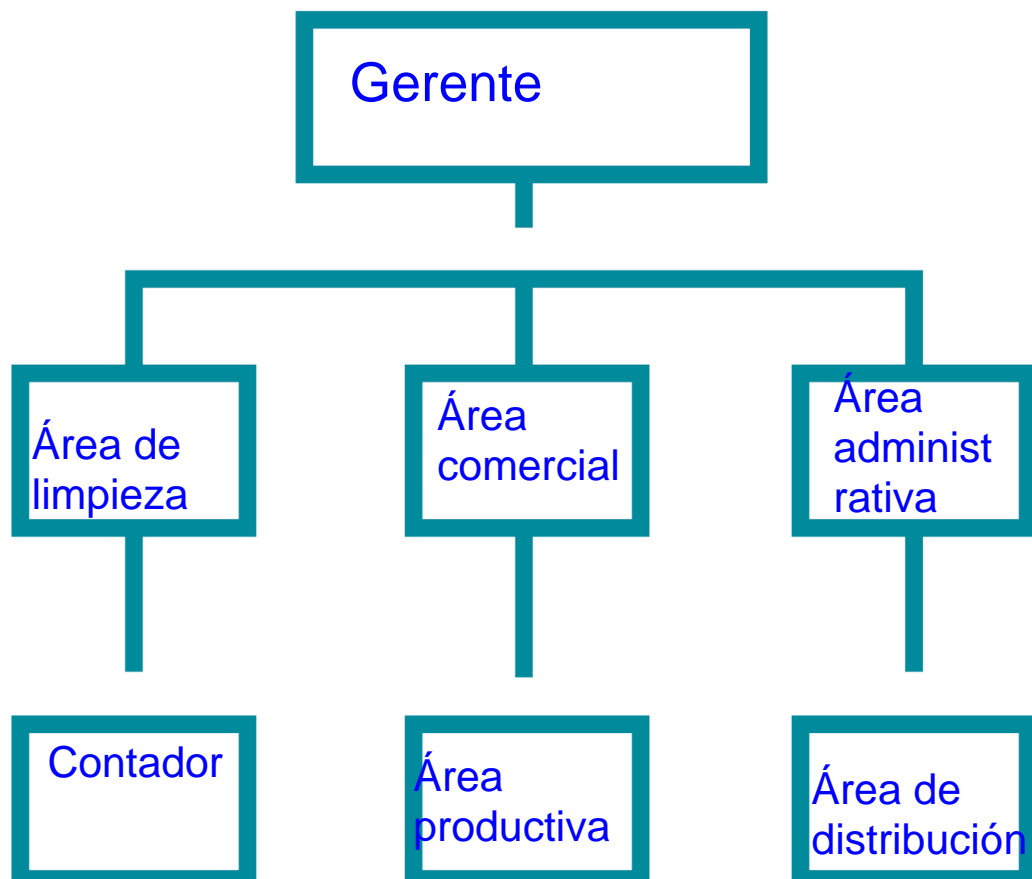 Gerente
Área de
limpieza
Área
comercial
Área
administ
rativa
Contador
Área
productiva
Área de
distribución